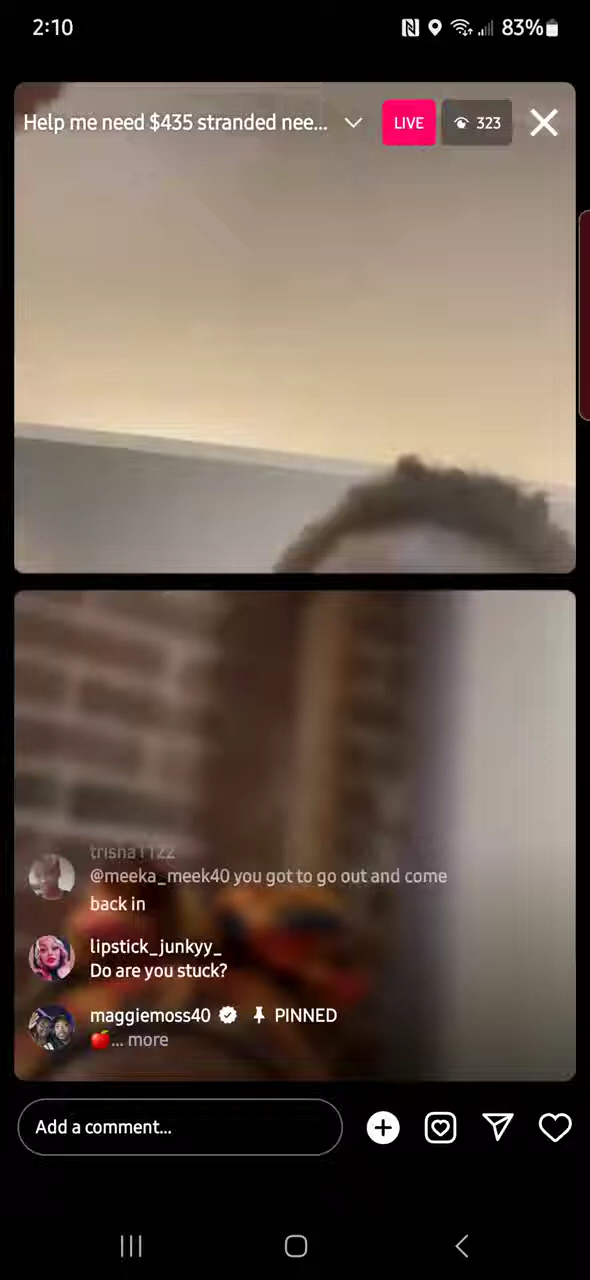 2:10
83%
Help me need $435 stranded nee...
LIVE
323
trisha1122
@meeka_meek40 you got to go out and come
back in
lipstick_junkyy_
Do are you stuck?
maggiemoss40 PINNED
🍎... more
Add a comment...